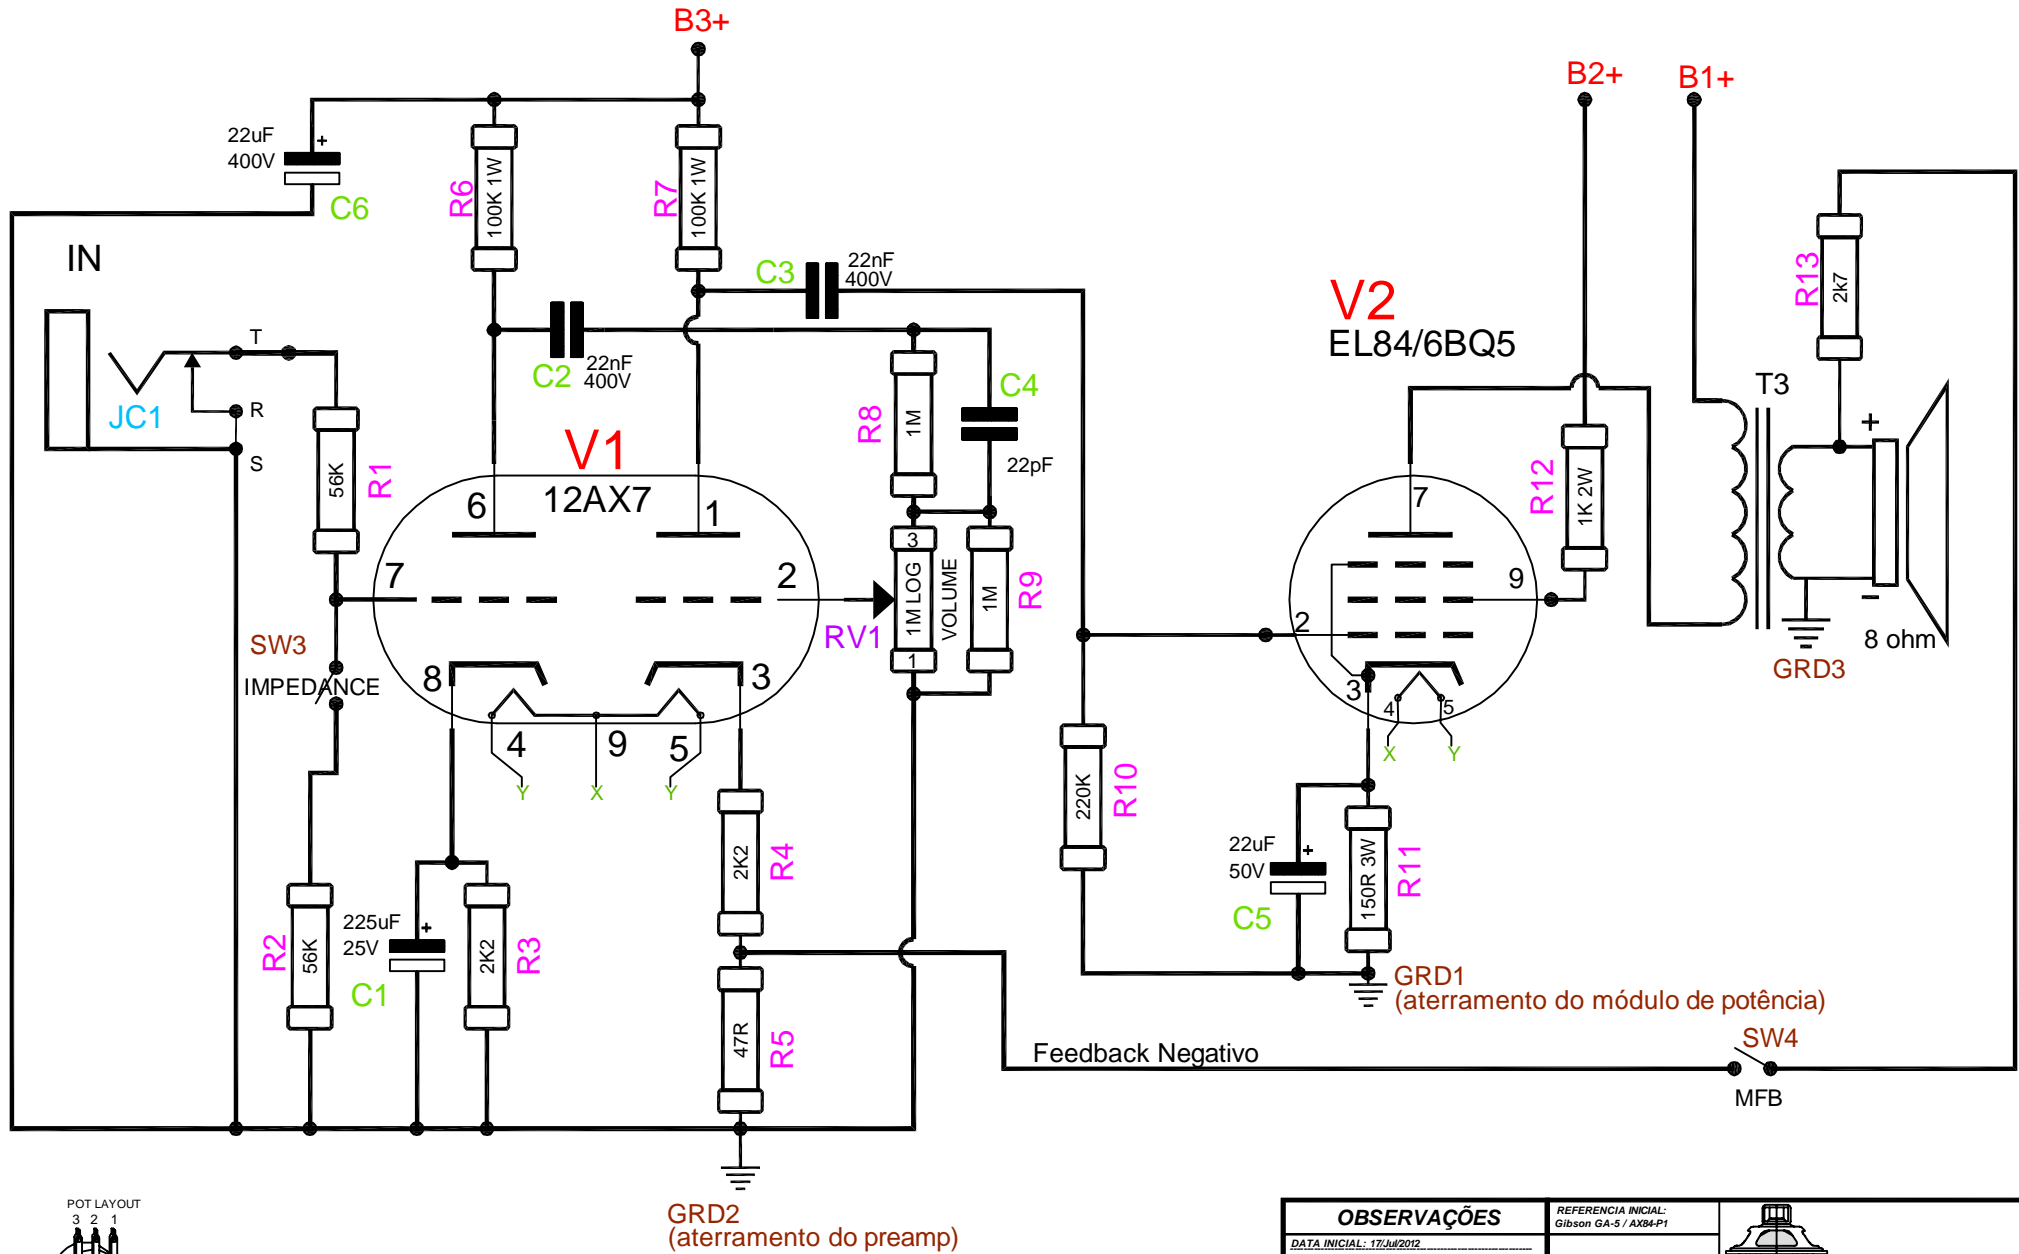 B3+
B2+
B1+
22uF
400V
+
C6
R6
100K 1W
R7
100K 1W
IN
C3
22nF
400V
C2
22nF
400V
V2
EL84/6BQ5
R13
2k7
T
R
S
JC1
56K
R1
V1
12AX7
6
1
7
2
8
3
4
9
5
Y
X
Y
R8
1M
C4
22pF
3
1M LOG
1
VOLUME
RV1
1M
R9
T3
R12
1K 2W
7
9
2
3
4
5
X
Y
+
-
8 ohm
GRD3
SW3
IMPEDANCE
R2
56K
225uF
25V
+
C1
2K2
R3
2K2
R4
47R
R5
220K
R10
22uF
50V
+
C5
150R 3W
R11
GRD1
(aterramento do módulo de potência)
Feedback Negativo
SW4
MFB
GRD2
(aterramento do preamp)
POT LAYOUT
3 2 1
OBSERVAÇÕES
DATA INICIAL: 17/Jul/2012
REFERENCIA INICIAL:
Gibson GA-5 / AX84-P1